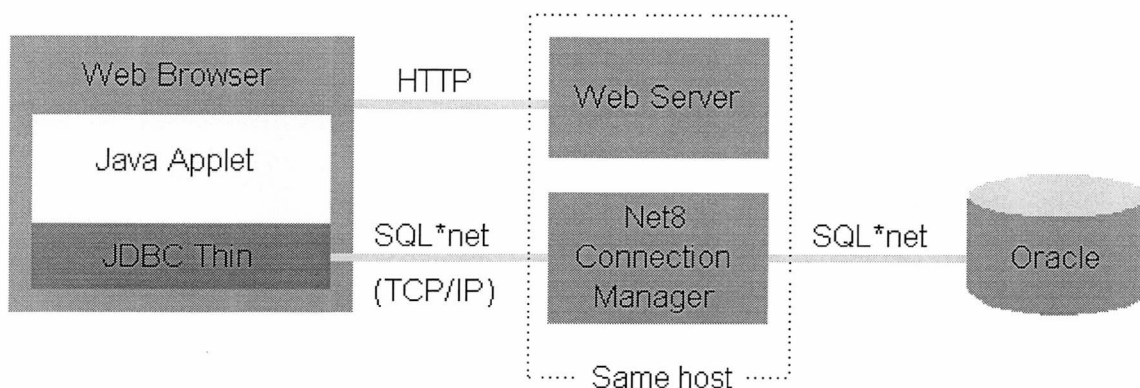 Web Browser
HTTP
Web Server
Java Applet
JDBC Thin
SQL*net
(TCP/IP)
Net8
Connection
Manager
SQL*net
Oracle
Same host